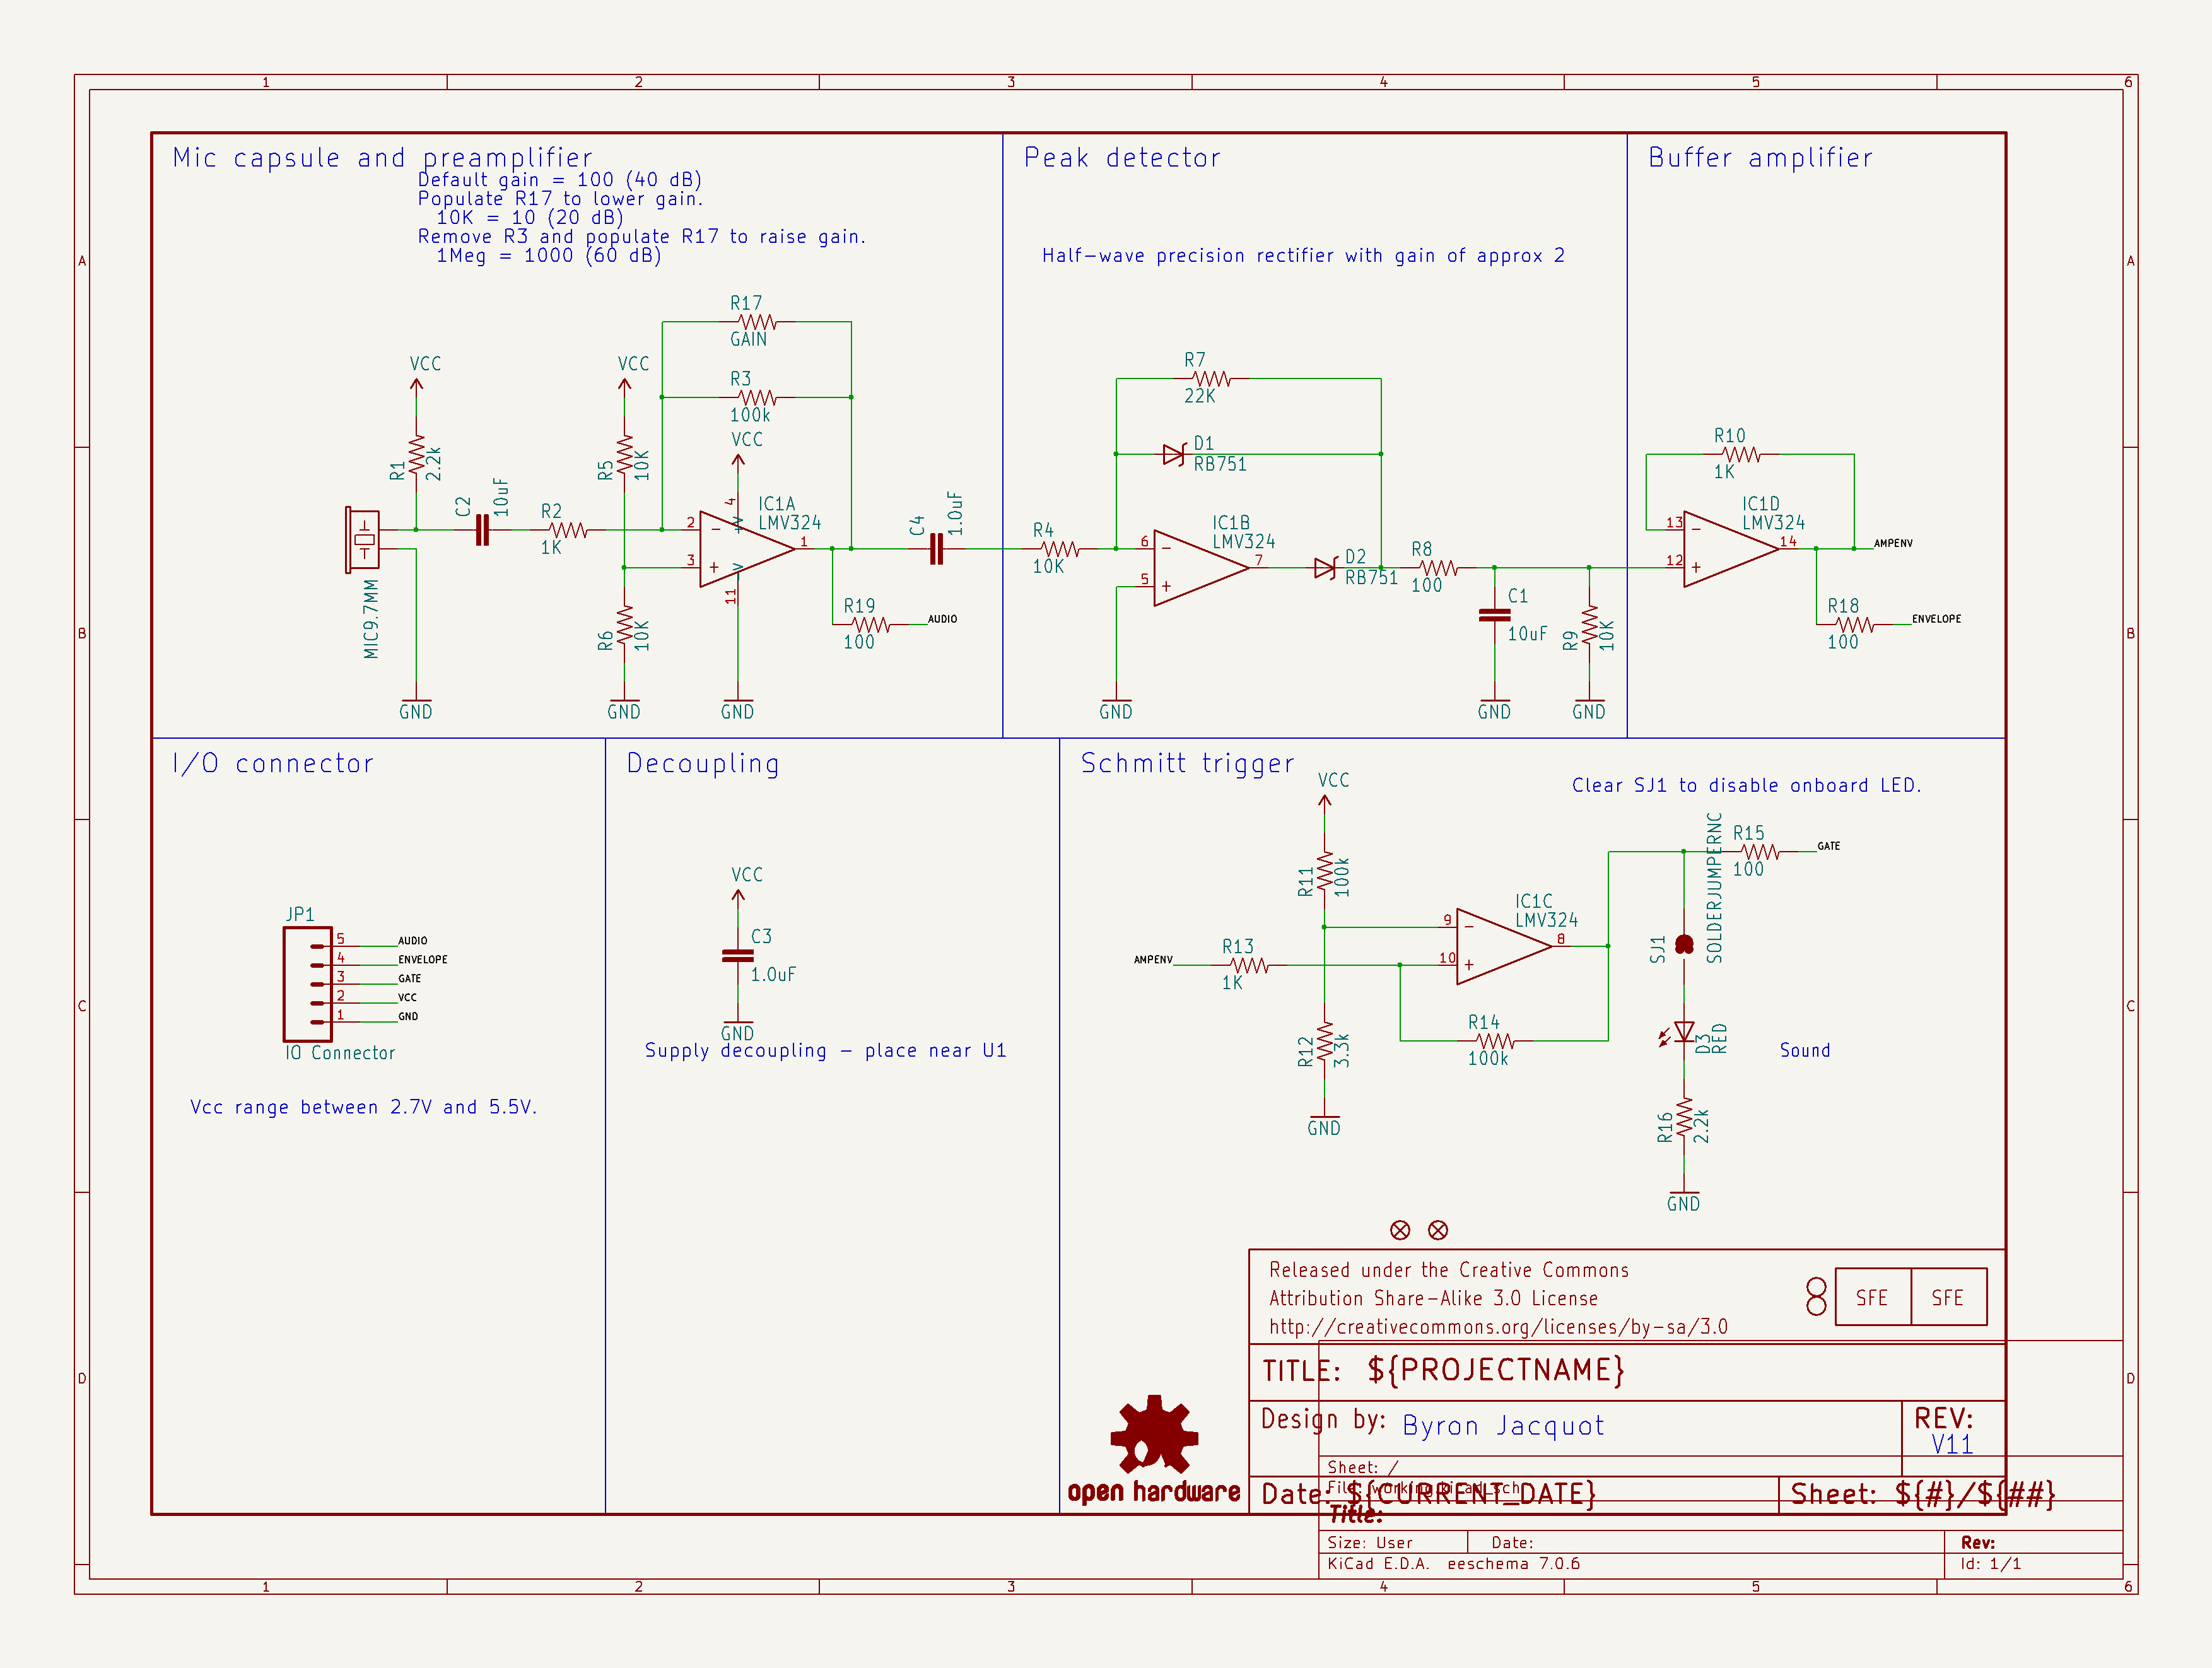 1 2 3 4 5 6
Mic capsule and preamplifier
Default gain = 100 (40 dB)
Populate R17 to lower gain.
10K = 10 (20 dB)
Remove R3 and populate R17 to raise gain.
1Meg = 1000 (60 dB)
Peak detector
Half-wave precision rectifier with gain of approx 2
Buffer amplifier
A
A
B
B
C
C
D
D
R17
GAIN
R3
100k
VCC
VCC
VCC
R1
2.2k
R5
10K
C2
10uF
R2
1K
MIC9.7MM
R6
10K
2
3
4
11
1
-
+
V
V
IC1A
LMV324
C4
1.0uF
R19
100
AUDIO
GND
GND
GND
R7
22K
D1
RB751
R4
10K
6
5
7
-
+
IC1B
LMV324
D2
RB751
R8
100
C1
10uF
R9
10K
GND
GND
GND
R10
1K
IC1D
LMV324
13
12
14
-
+
AMPENV
R18
100
ENVELOPE
I/O connector
JP1
5 AUDIO
4 ENVELOPE
3 GATE
2 VCC
1 GND
IO Connector
Vcc range between 2.7V and 5.5V.
Decoupling
VCC
C3
1.0uF
GND
Supply decoupling - place near U1
Schmitt trigger
VCC
Clear SJ1 to disable onboard LED.
R11
100k
AMPENV
R13
1K
R12
3.3k
GND
9
10
8
-
+
IC1C
LMV324
R14
100k
SJ1
SOLDERJUMPERNC
R15
100
GATE
D3
RED
Sound
R16
2.2k
GND
Released under the Creative Commons
Attribution Share-Alike 3.0 License
http://creativecommons.org/licenses/by-sa/3.0
SFE SFE
TITLE: ${PROJECTNAME}
Design by: Byron Jacquot
REV:
V11
Sheet: /
File: working.kicad_sch
Date: ${CURRENT_DATE}
Sheet: ${#}/${##}
Title:
Size: User Date: Rev:
KiCad E.D.A. eeschema 7.0.6 Id: 1/1
open hardware
1 2 3 4 5 6